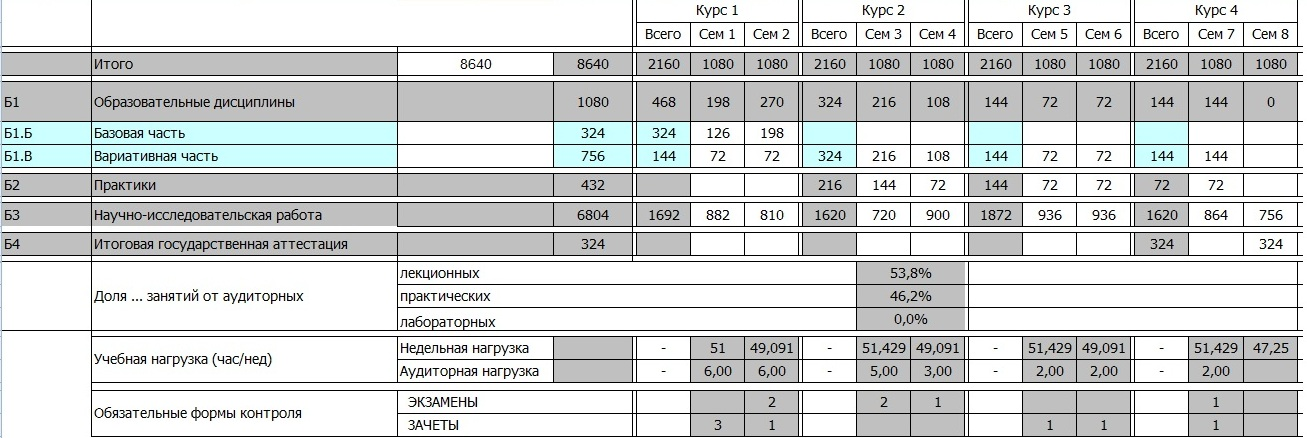 Курс 1 Курс 2 Курс 3 Курс 4
Всего Сем 1 Сем 2 Всего Сем 3 Сем 4 Всего Сем 5 Сем 6 Всего Сем 7 Сем 8
Итого 8640 8640 2160 1080 1080 2160 1080 1080 2160 1080 1080 2160 1080 1080
Б1 Образовательные дисциплины 1080 468 198 270 324 216 108 144 72 72 144 144 0
Б1.Б Базовая часть 324 324 126 198
Б1.В Вариативная часть 756 144 72 72 324 216 108 144 72 72 144 144
Б2 Практики 432 216 144 72 144 72 72 72 72
Б3 Научно-исследовательская работа 6804 1692 882 810 1620 720 900 1872 936 936 1620 864 756
Б4 Итоговая государственная аттестация 324 324 324
лекционных 53,8%
Доля ... занятий от аудиторных практических 46,2%
лабораторных 0,0%
Учебная нагрузка (час/нед) Недельная нагрузка - 51 49,091 - 51,429 49,091 - 51,429 49,091 - 51,429 47,25
Аудиторная нагрузка - 6,00 6,00 - 5,00 3,00 - 2,00 2,00 - 2,00
Обязательные формы контроля ЭКЗАМЕНЫ 2 2 1 1
ЗАЧЕТЫ 3 1 1 1 1